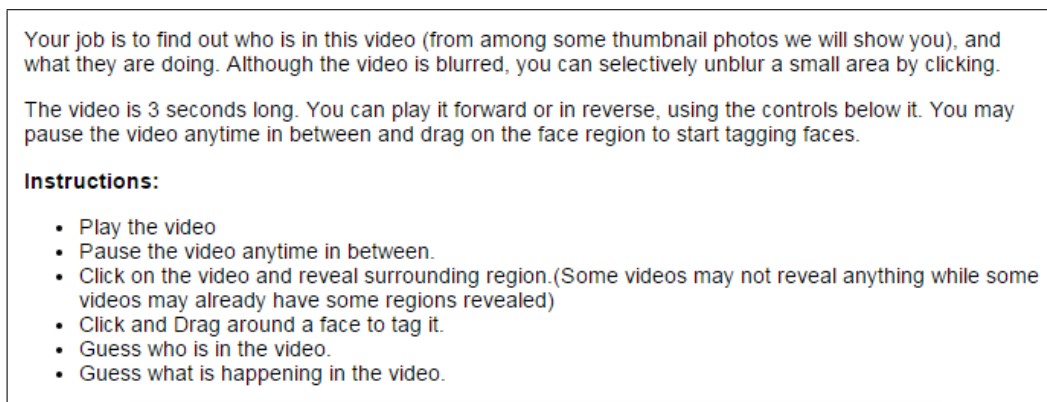 Your job is to find out who is in this video (from among some thumbnail photos we will show you), and
what they are doing. Although the video is blurred, you can selectively unblur a small area by clicking.
The video is 3 seconds long. You can play it forward or in reverse, using the controls below it. You may
pause the video anytime in between and drag on the face region to start tagging faces.
Instructions:
• Play the video
• Pause the video anytime in between.
• Click on the video and reveal surrounding region.(Some videos may not reveal anything while some
videos may already have some regions revealed)
• Click and Drag around a face to tag it.
• Guess who is in the video.
• Guess what is happening in the video.